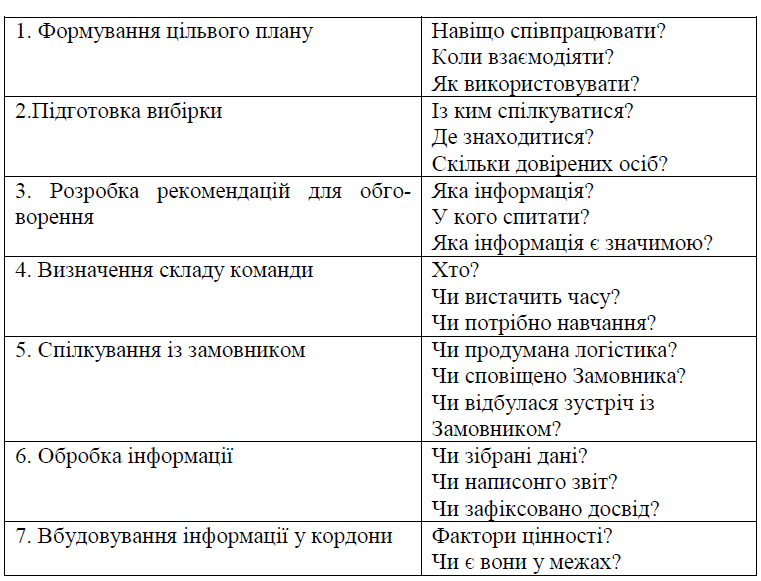 1. Формування цільвого плану
Навіщо співпрацювати?
Коли взаємодіяти?
Як використовувати?
2.Підготовка вибірки
Із ким спілкуватися?
Де знаходитися?
Скільки довірених осіб?
3. Розробка рекомендацій для обго-
ворення
Яка інформація?
У кого спитати?
Яка інформація є значимою?
4. Визначення складу команди
Хто?
Чи вистачить часу?
Чи потрібно навчання?
5. Спілкування із замовником
Чи продумана логістика?
Чи сповіщено Замовника?
Чи відбулася зустріч із
Замовником?
6. Обробка інформації
Чи зібрані дані?
Чи написонго звіт?
Чи зафіксовано досвід?
7. Вбудовування інформації у кордони
Фактори цінності?
Чи є вони у межах?